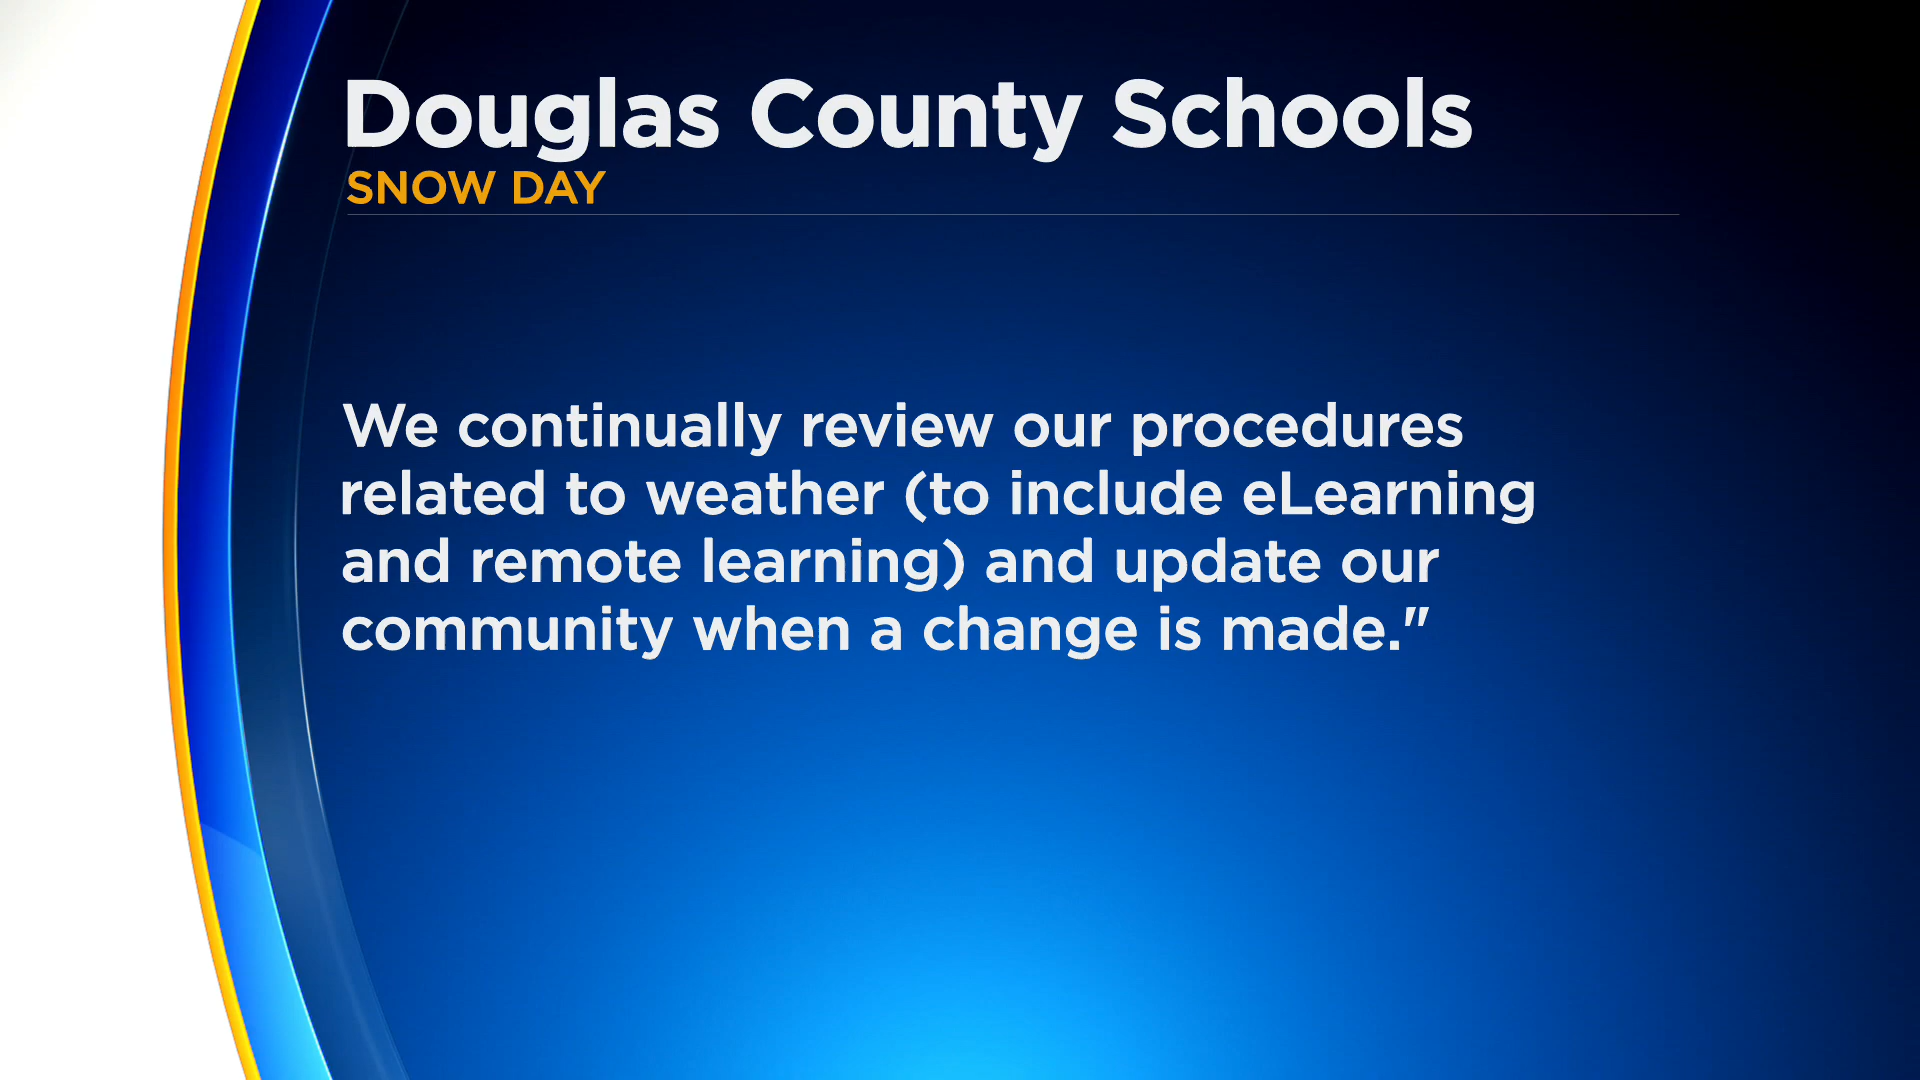 Douglas County Schools
SNOW DAY
We continually review our procedures
related to weather (to include eLearning
and remote learning) and update our
community when a change is made."